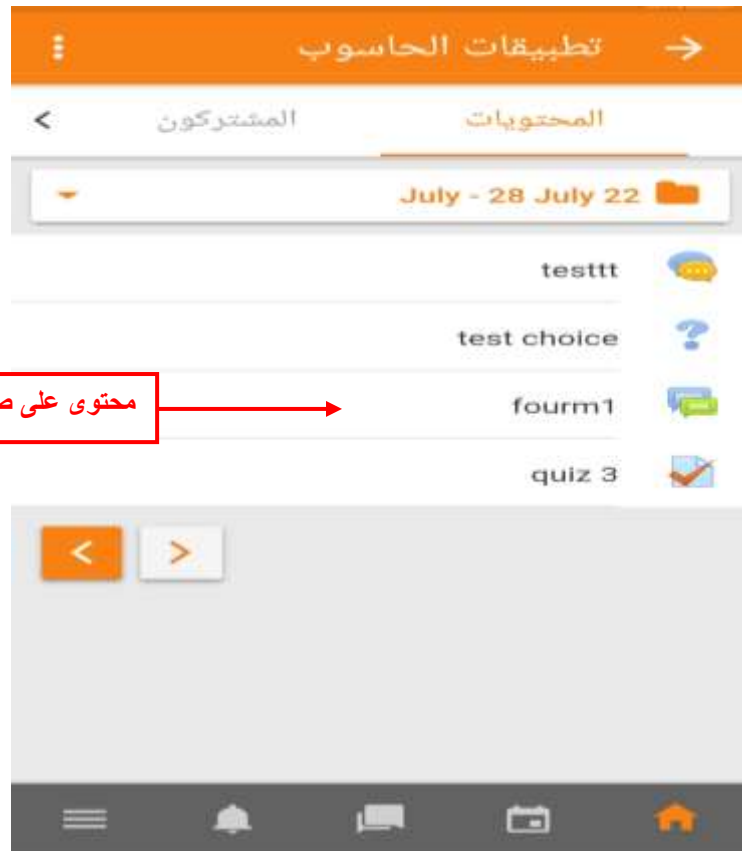 تطبيقات الحاسوب
المحتويات
المشتركون
July - 28 July 22
testtt
test choice
محتوى على
fourm1
quiz 3